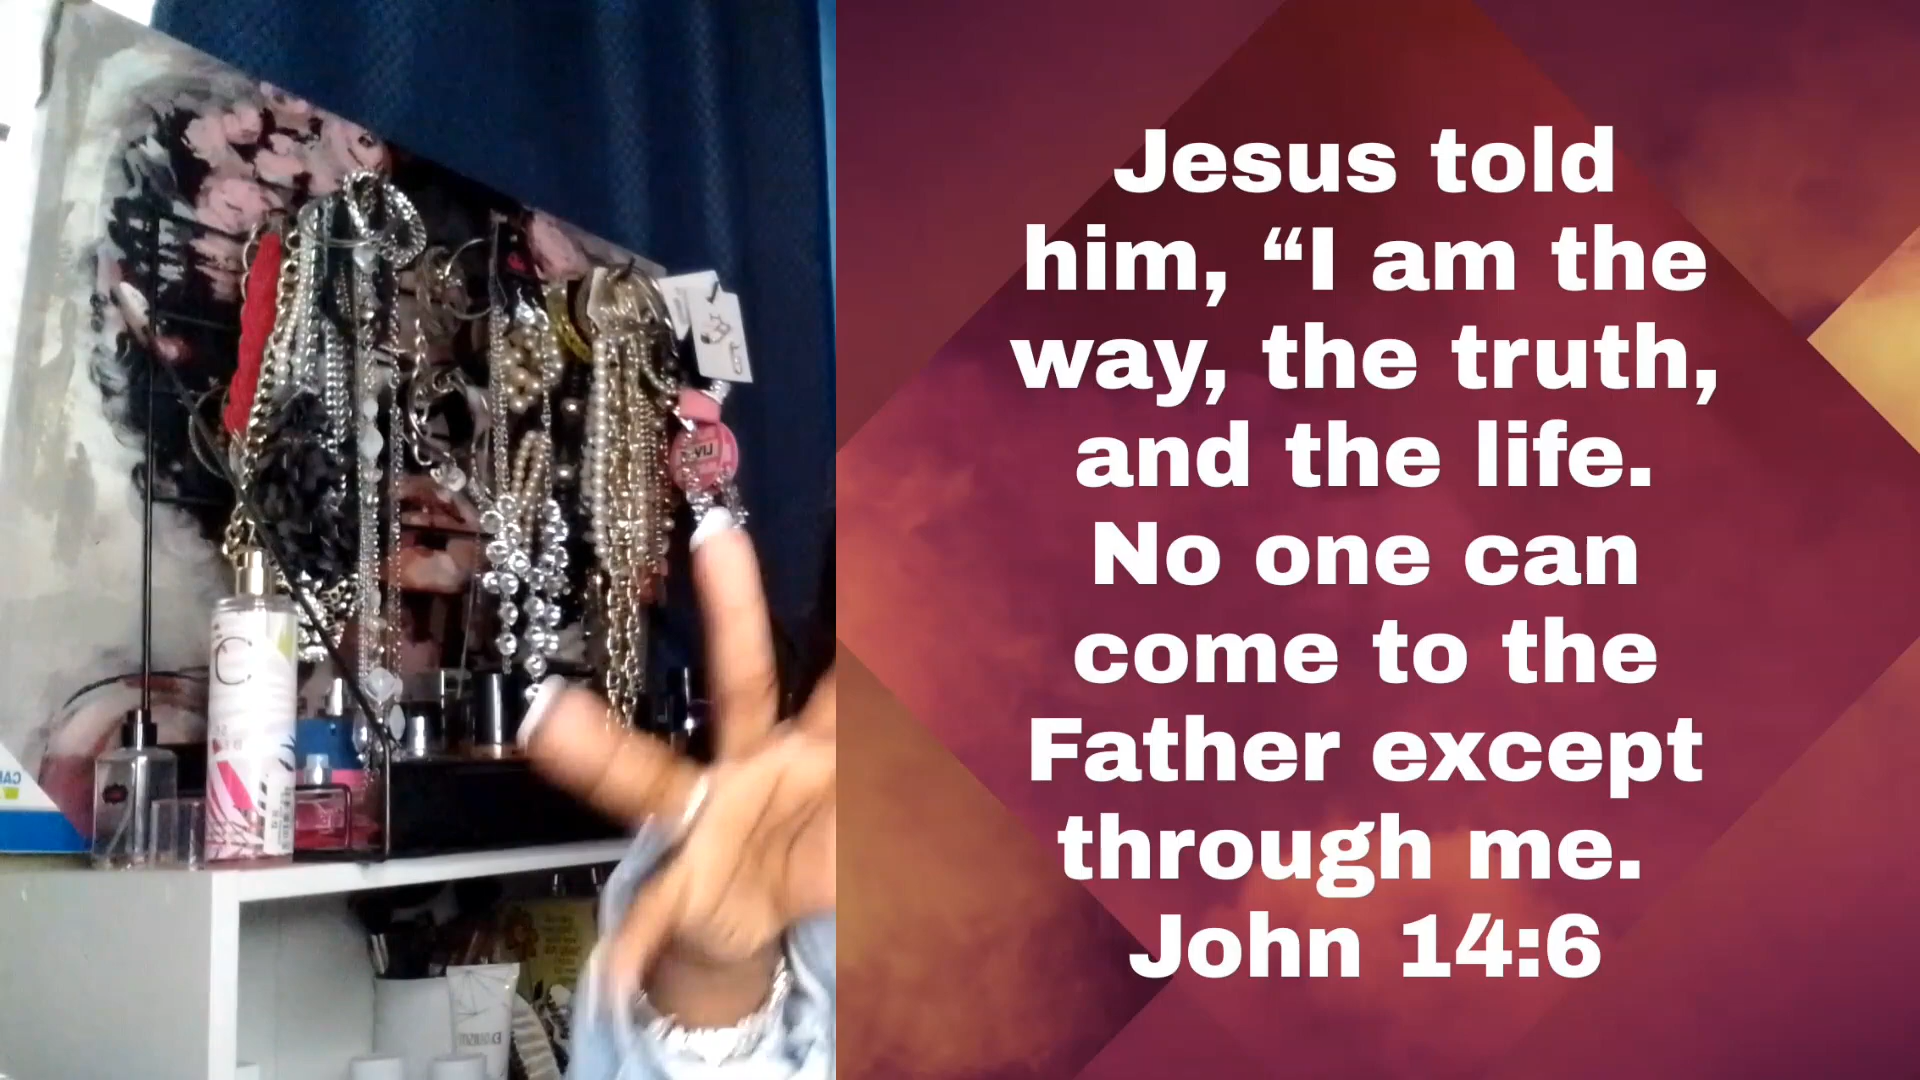 Jesus told
him, “I am the
way, the truth,
and the life.
No one can
come to the
Father except
through me.
John 14:6